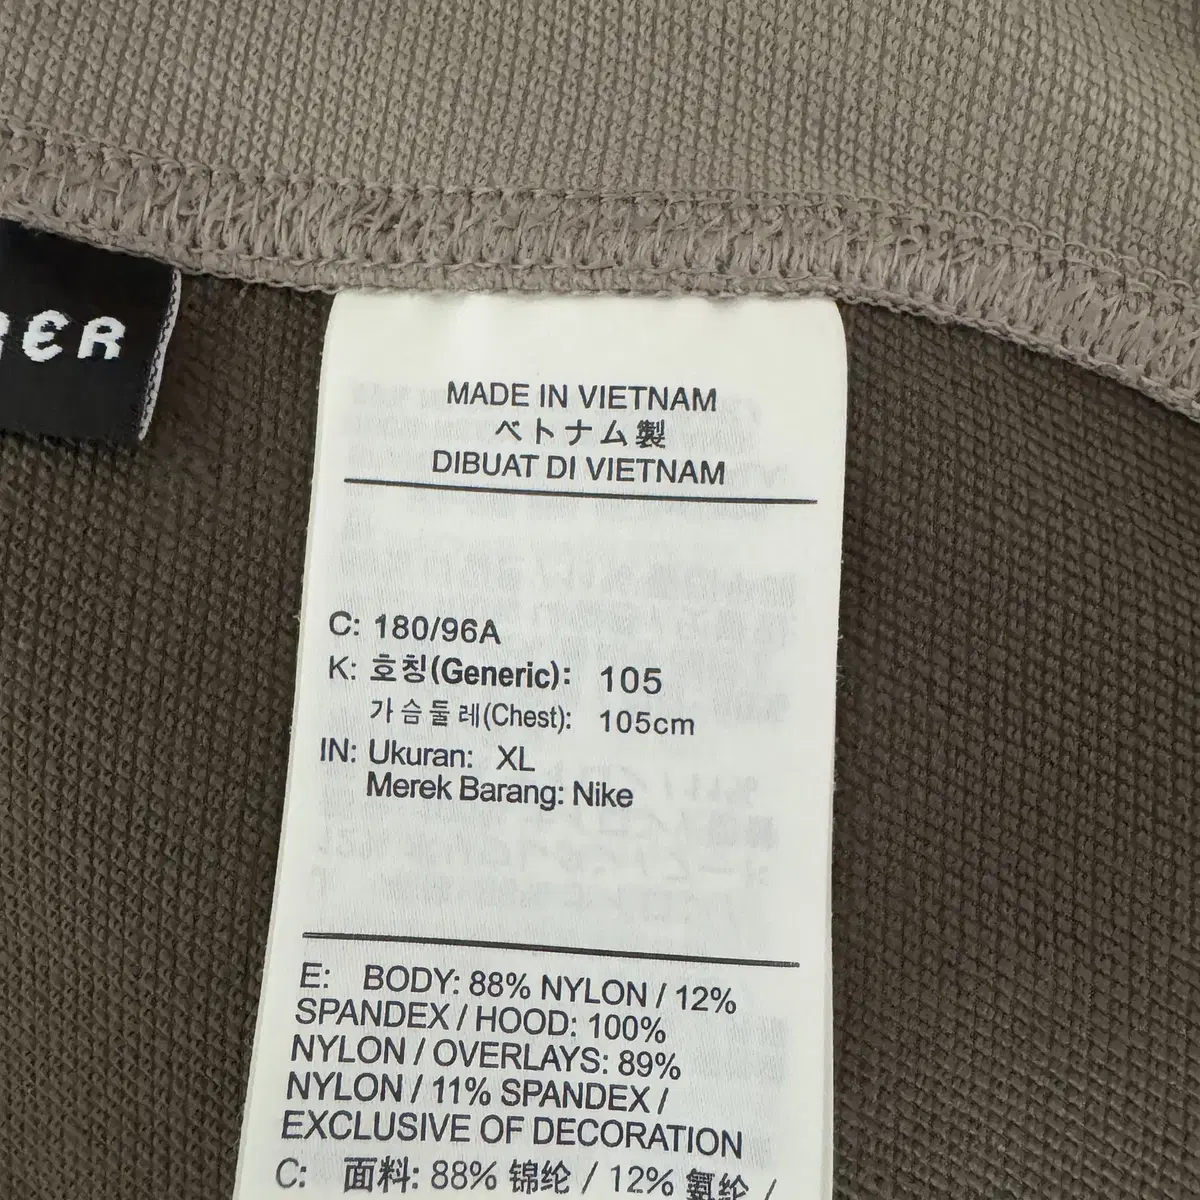 MADE IN VIETNAM
ベトナム製
DIBUAT DI VIETNAM
C: 180/96A
K: 호칭(Generic): 105
가슴둘레(Chest): 105cm
IN: Ukuran: XL
Merek Barang: Nike
E: BODY: 88% NYLON / 12%
SPANDEX / HOOD: 100%
NYLON / OVERLAYS: 89%
NYLON / 11% SPANDEX /
EXCLUSIVE OF DECORATION
C: 面料: 88% 锦纶 / 12% 氨纶 /